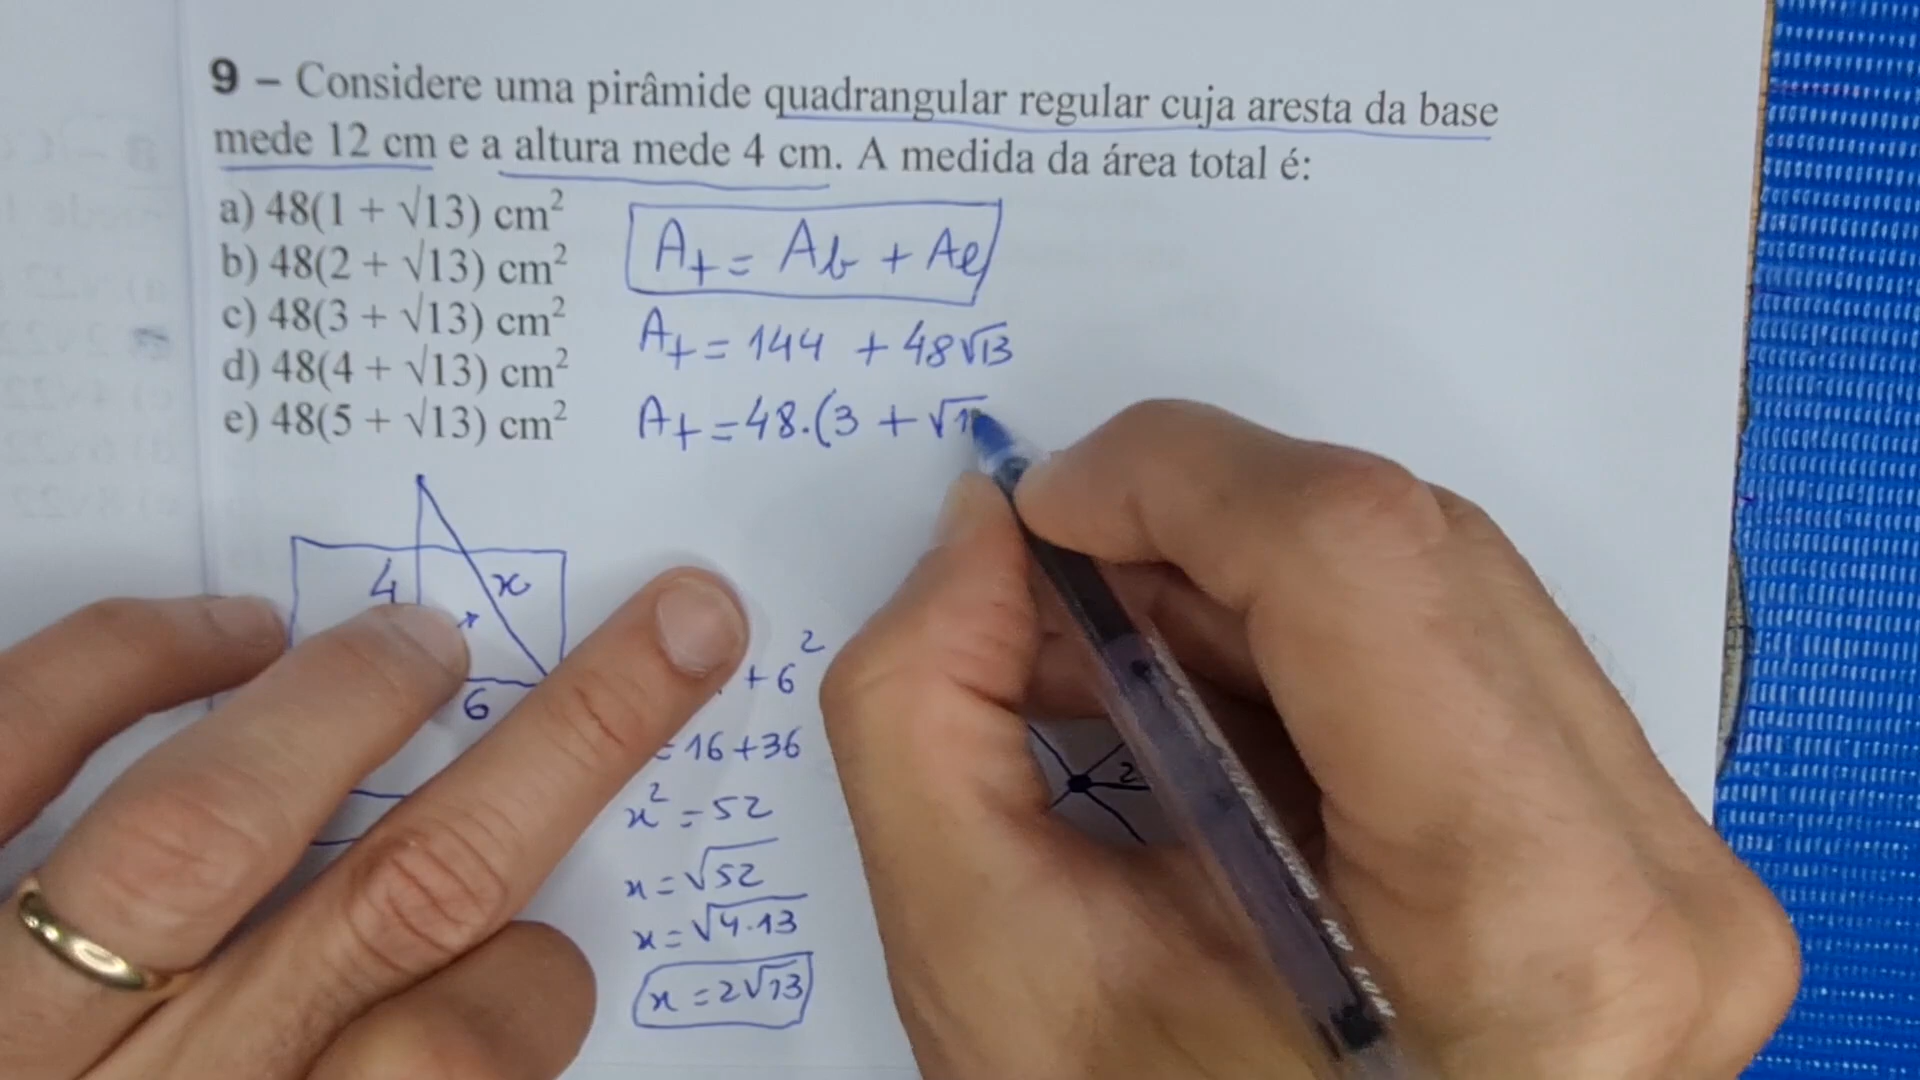 9 – Considere uma pirâmide quadrangular regular cuja aresta da base
mede 12 cm e a altura mede 4 cm. A medida da área total é:
a) 48(1 + √13) cm²
b) 48(2 + √13) cm²
c) 48(3 + √13) cm²
d) 48(4 + √13) cm²
e) 48(5 + √13) cm²
At = Ab + Al
At = 144 + 48√13
At = 48.(3 + √1
4
x
6
+ 6²
= 16 + 36
x² = 52
x = √52
x = √4.13
x = 2√13
2